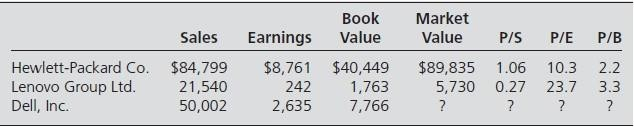 Sales Earnings Book Value Market Value P/S P/E P/B
Hewlett-Packard Co. $84,799 $8,761 $40,449 $89,835 1.06 10.3 2.2
Lenovo Group Ltd. 21,540 242 1,763 5,730 0.27 23.7 3.3
Dell, Inc. 50,002 2,635 7,766 ? ? ? ?